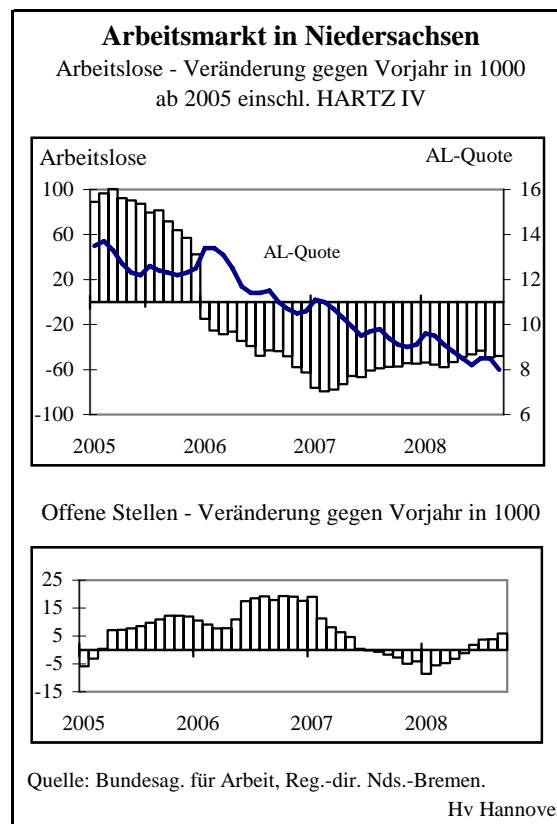 Arbeitsmarkt in Niedersachsen
Arbeitslose - Veränderung gegen Vorjahr in 1000
ab 2005 einschl. HARTZ IV
Arbeitslose AL-Quote
100 16
60 14
AL-Quote
20 12
-20 10
-60 8
-100 6
2005 2006 2007 2008
Offene Stellen - Veränderung gegen Vorjahr in 1000
25
15
5
-5
-15
2005 2006 2007 2008
Quelle: Bundesag. für Arbeit, Reg.-dir. Nds.-Bremen.
Hv Hannove